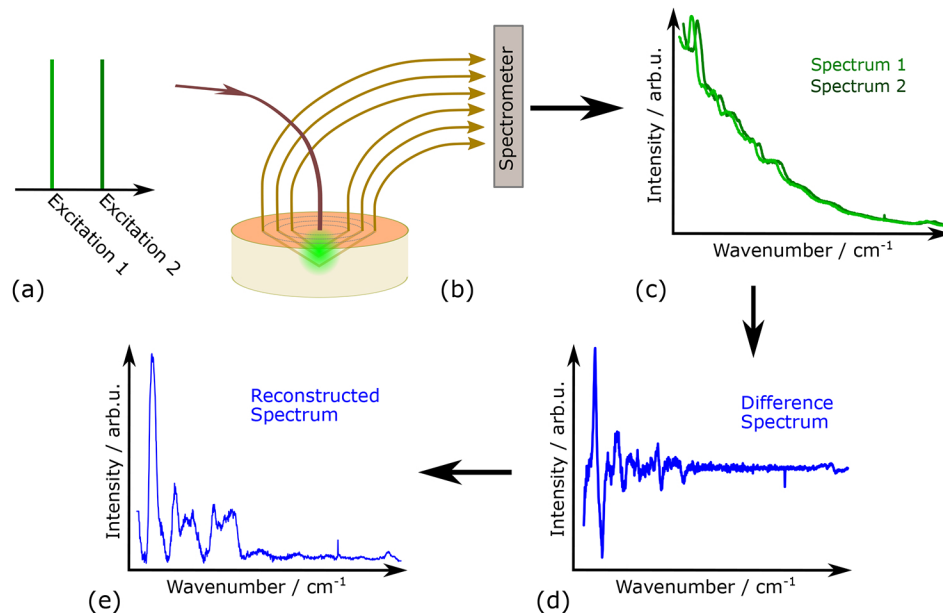 Excitation 1
Excitation 2
(a)
Spectrometer
(b)
Intensity / arb.u.
Spectrum 1
Spectrum 2
Wavenumber / cm⁻¹
(c)
Intensity / arb.u.
Reconstructed
Spectrum
Wavenumber / cm⁻¹
(e)
Intensity / arb.u.
Difference
Spectrum
Wavenumber / cm⁻¹
(d)